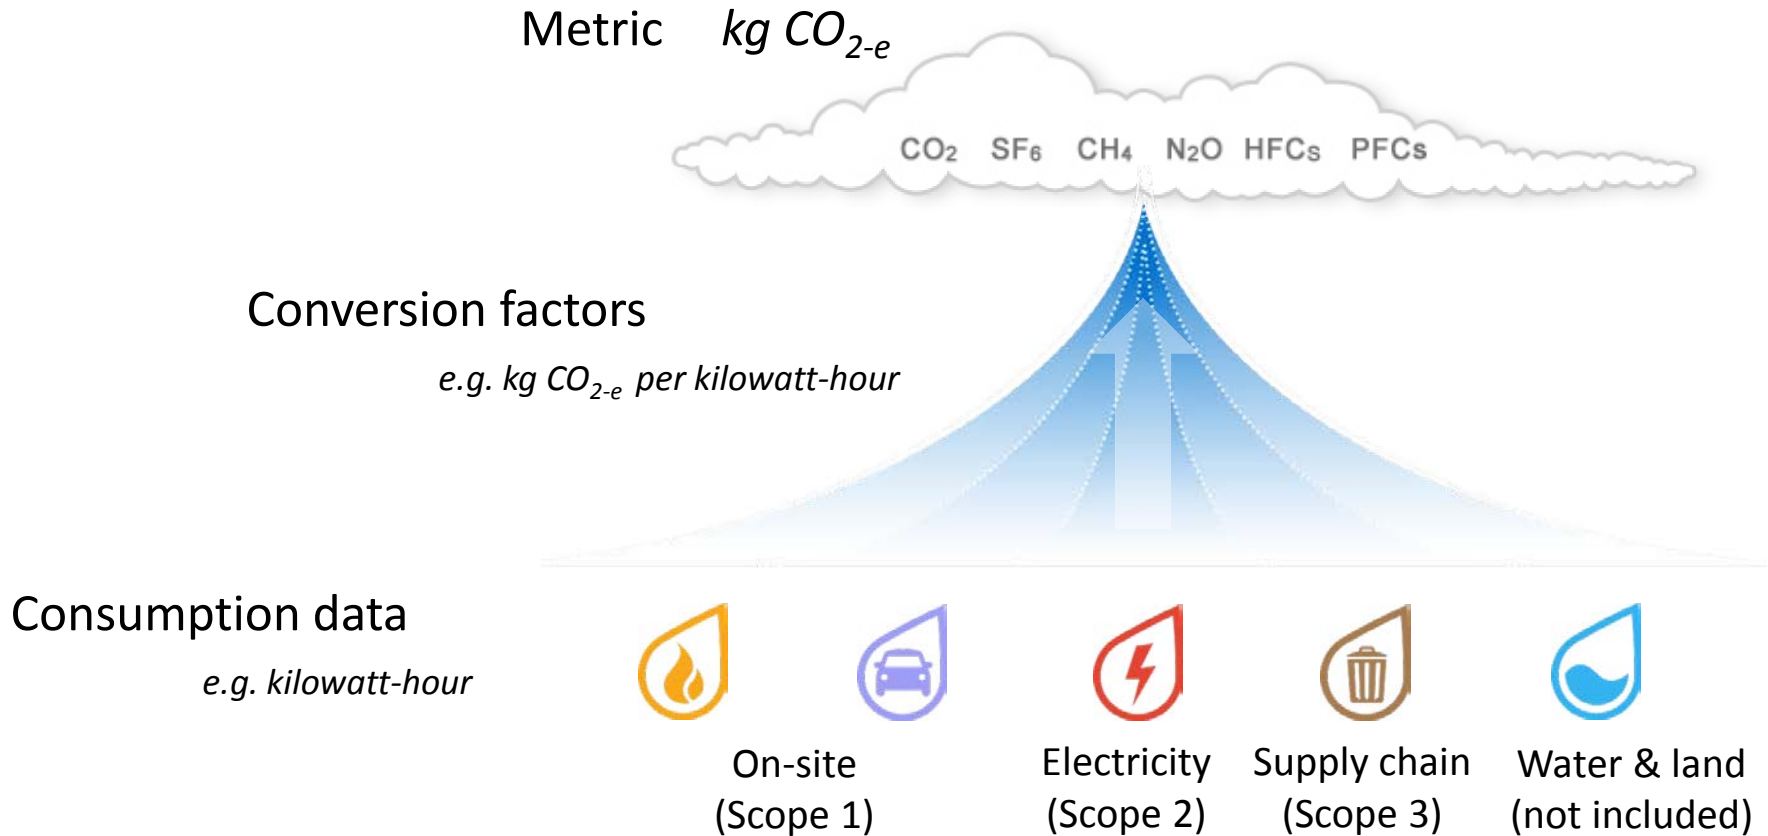 Metric kg CO2-e
CO2 SF6 CH4 N2O HFCs PFCs
Conversion factors
e.g. kg CO2-e per kilowatt-hour
Consumption data
e.g. kilowatt-hour
On-site
(Scope 1)
Electricity
(Scope 2)
Supply chain
(Scope 3)
Water & land
(not included)